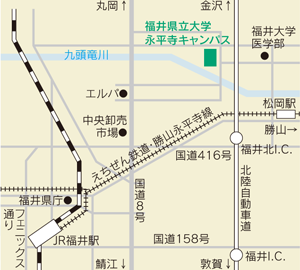 丸岡↑
金沢↑
福井県立大学
永平寺キャンパス
福井大学
医学部
九頭竜川
エルパ
松岡駅
中央卸売
市場
勝山→
えちぜん鉄道・勝山永平寺線
福井北I.C.
国道416号
国道8号
北陸自動車道
福井県庁
フェニックス
通り
JR福井駅
国道158号
福井I.C.
鯖江↓
敦賀↓